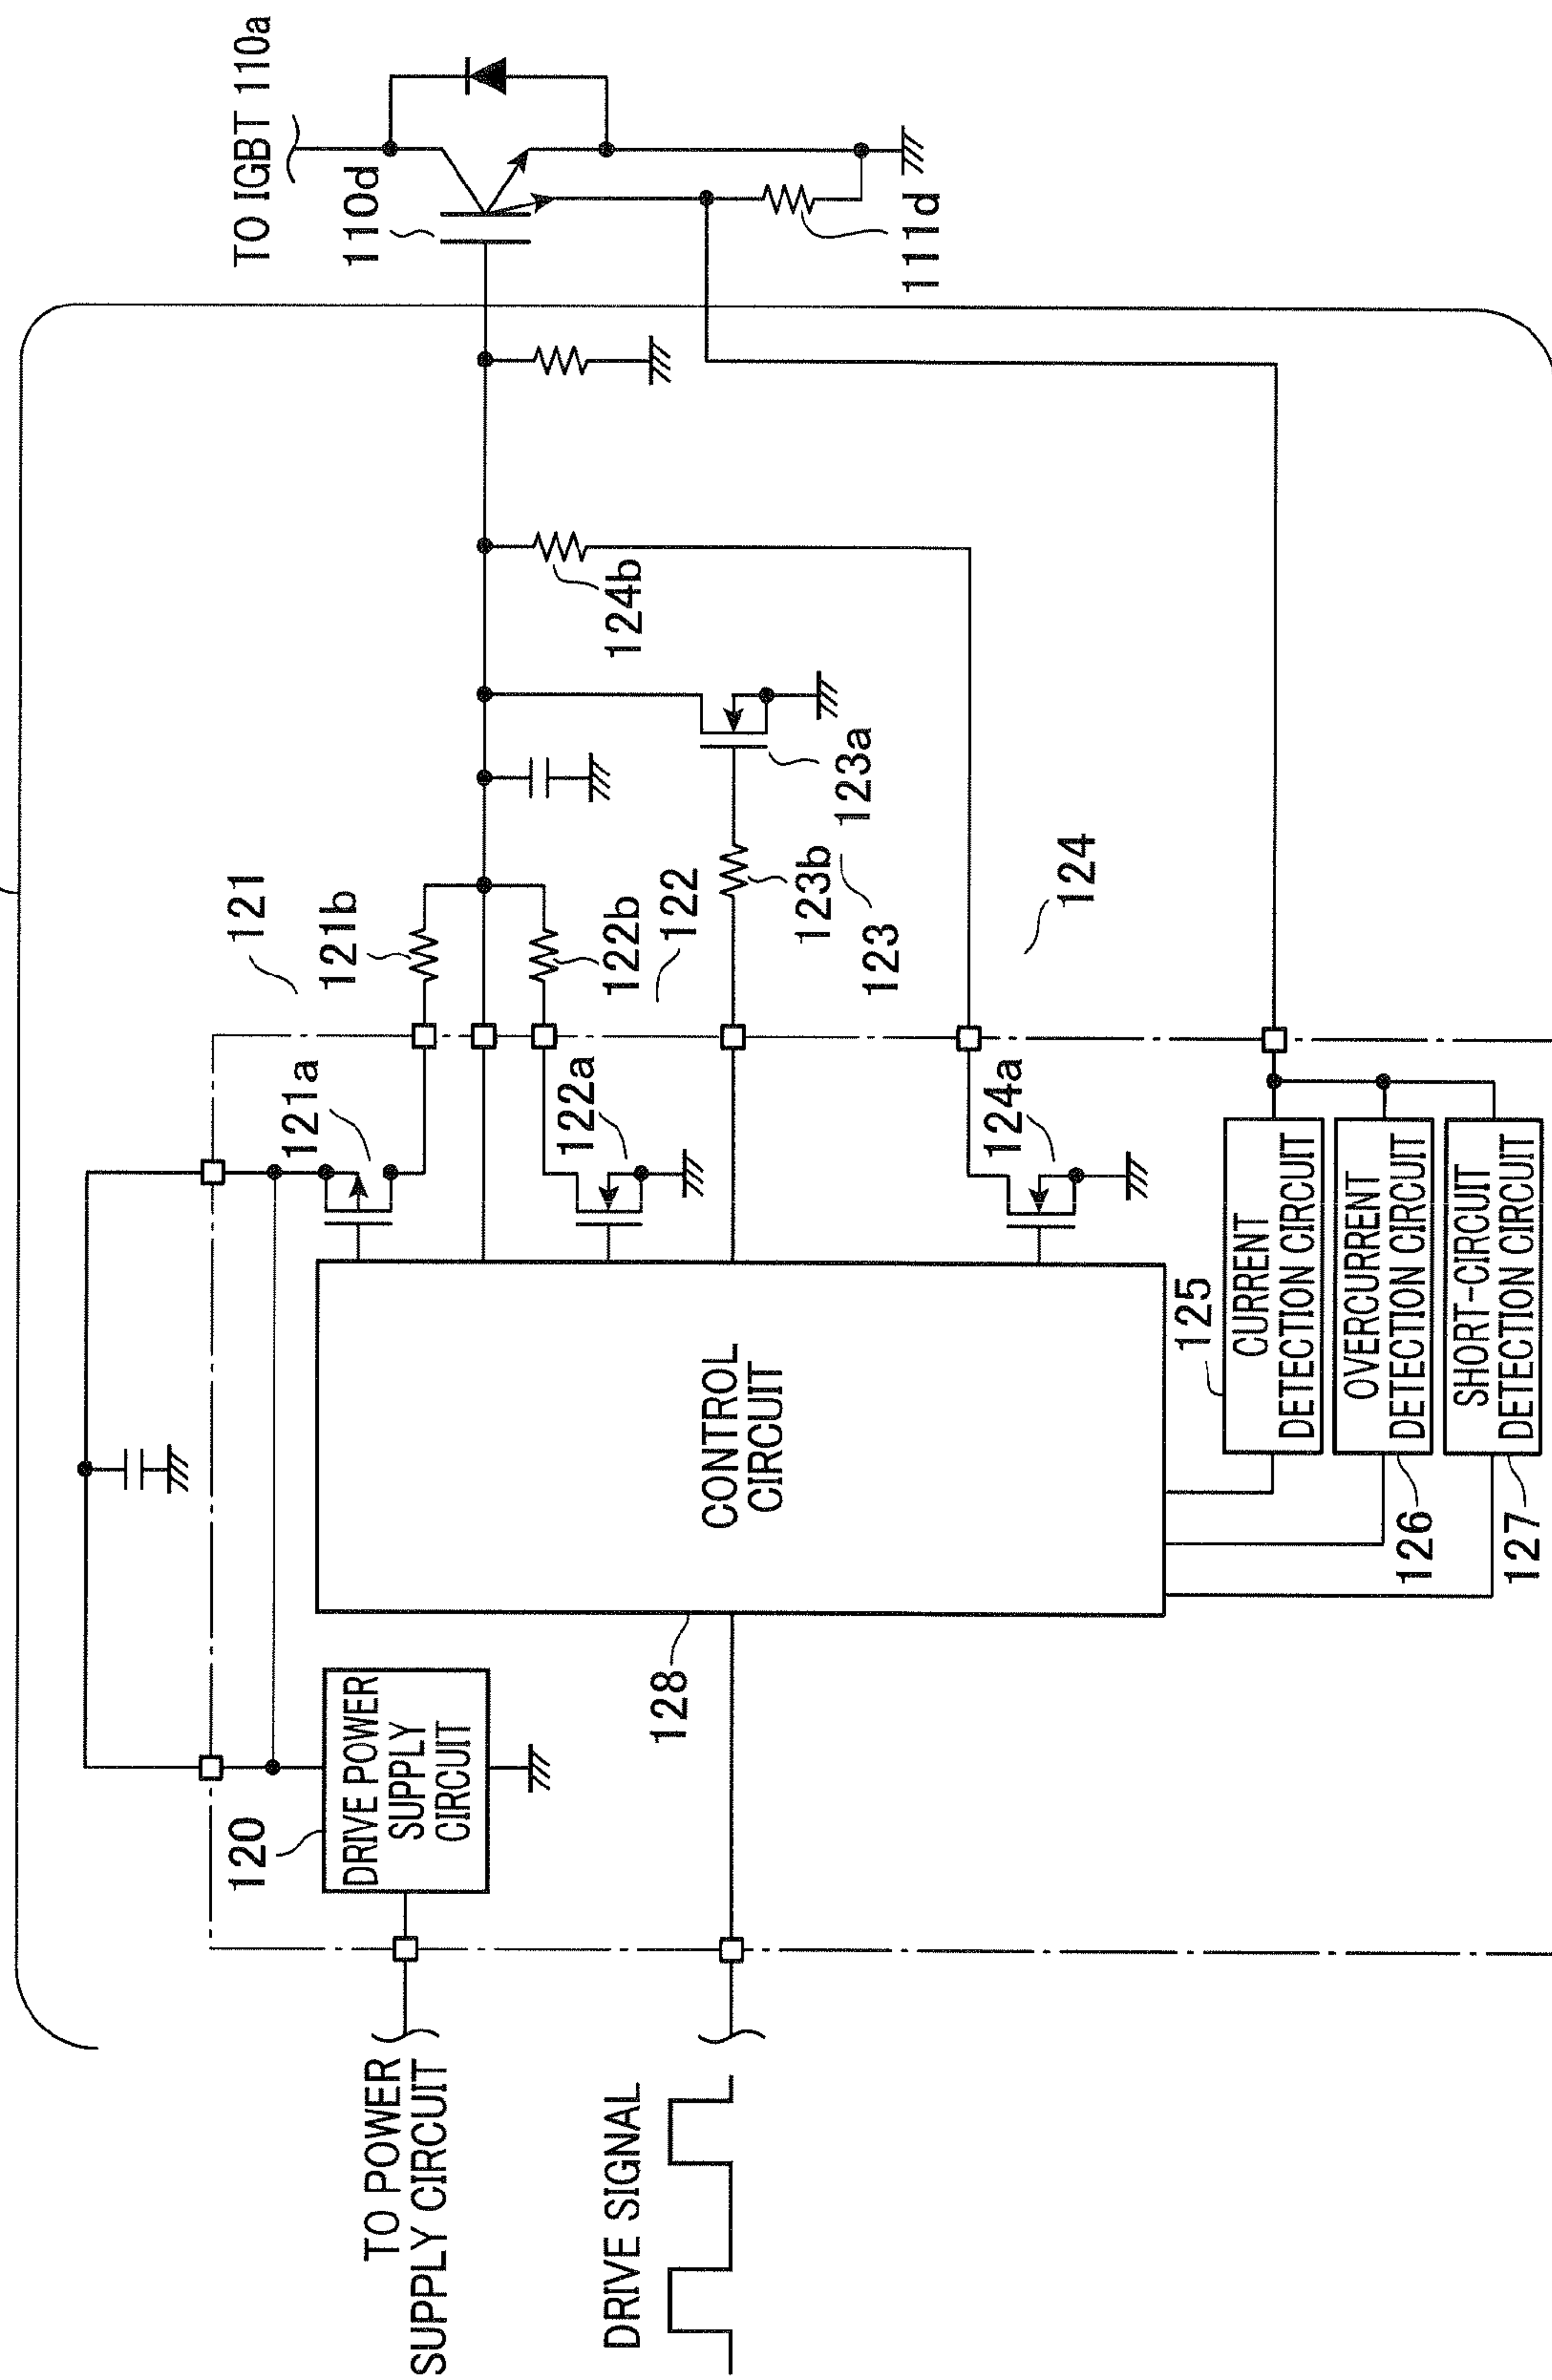 TO IGBT 110a
110d
111d
121
121b
122b
122
124b
123a
123b
123
124
121a
122a
124a
120
DRIVE POWER
SUPPLY
CIRCUIT
CONTROL
CIRCUIT
128
125
CURRENT
DETECTION CIRCUIT
OVERCURRENT
DETECTION CIRCUIT
126
SHORT-CIRCUIT
DETECTION CIRCUIT
127
TO POWER
SUPPLY CIRCUIT
DRIVE SIGNAL